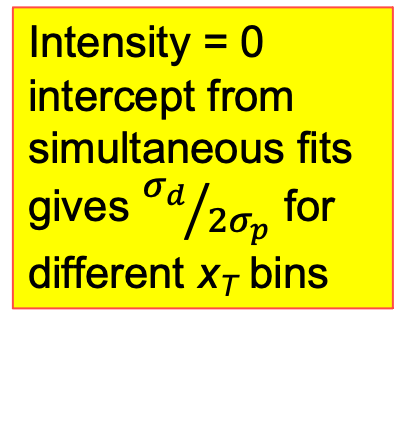 Intensity = 0
intercept from
simultaneous fits
gives σd/2σp for
different xT bins